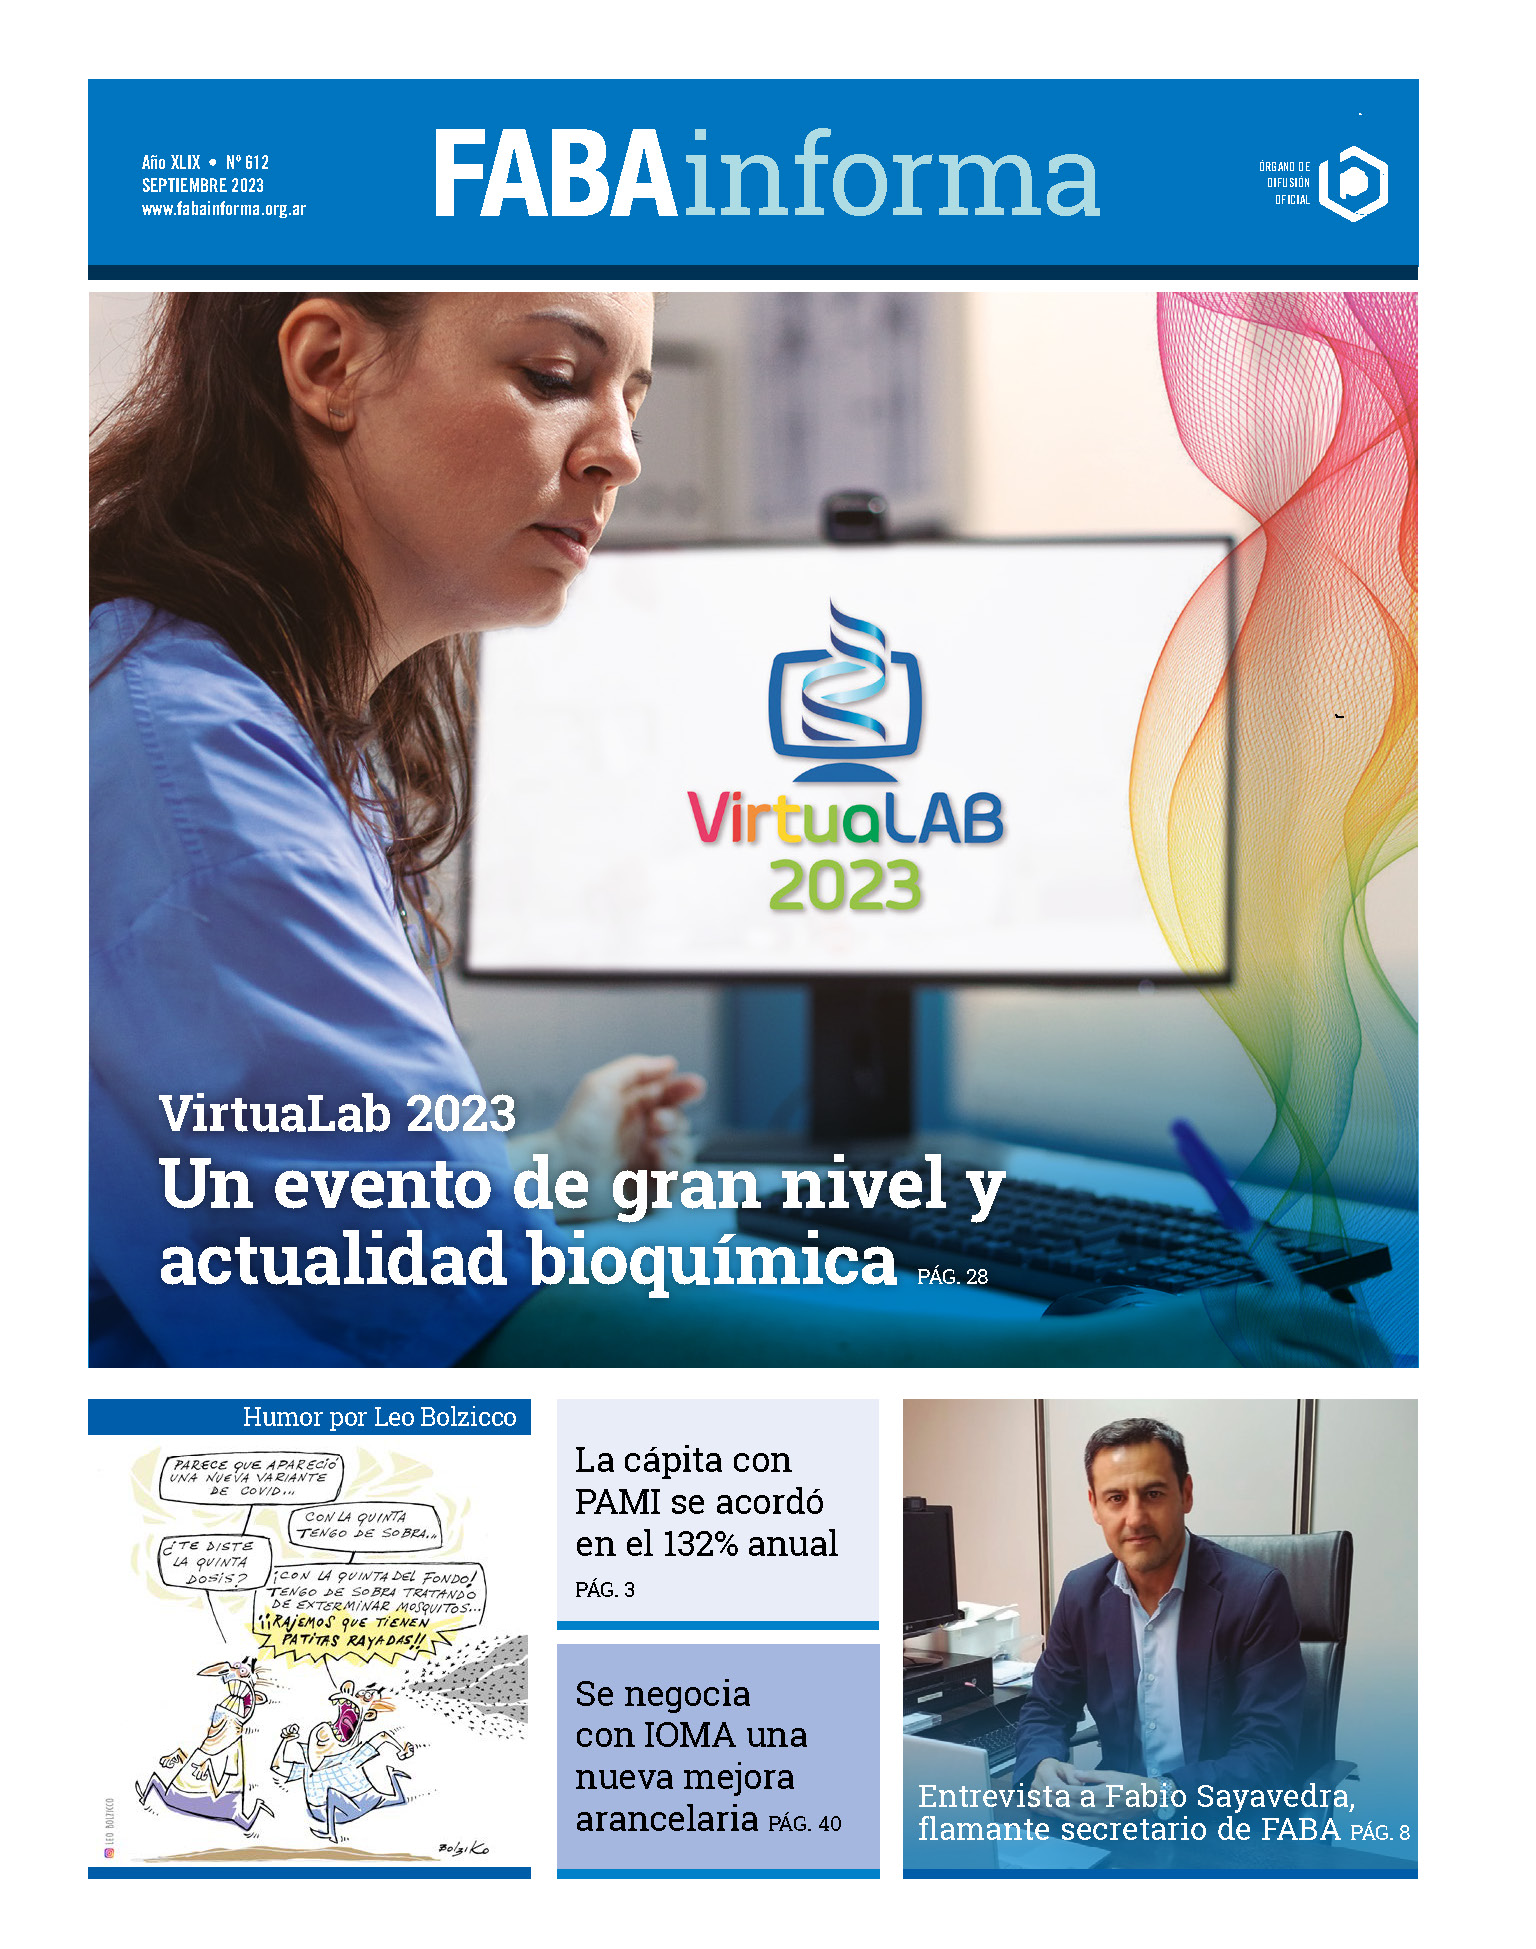 Año XLIX • Nº 612
SEPTIEMBRE 2023
www.fabainforma.org.ar
FABAinforma
ÓRGANO DE
DIFUSIÓN
OFICIAL
VirtuaLAB
2023
VirtuaLab 2023
Un evento de gran nivel y
actualidad bioquímica PÁG. 28
Humor por Leo Bolzicco
PARECE QUE APARECIÓ
UNA NUEVA VARIANTE
DE COVID...
CON LA QUINTA
TENGO DE SOBRA...
¿TE DISTE
LA QUINTA
DOSIS?
¡CON LA QUINTA DEL FONDO!
TENGO DE SOBRA TRATANDO
DE EXTERMINAR MOSQUITOS...
¡¡RAJEMOS QUE TIENEN
PATITAS RAYADAS!!
LEO BOLZICCO
BolziKo
La cápita con
PAMI se acordó
en el 132% anual
PÁG. 3
Se negocia
con IOMA una
nueva mejora
arancelaria PÁG. 40
Entrevista a Fabio Sayavedra,
flamante secretario de FABA PÁG. 8